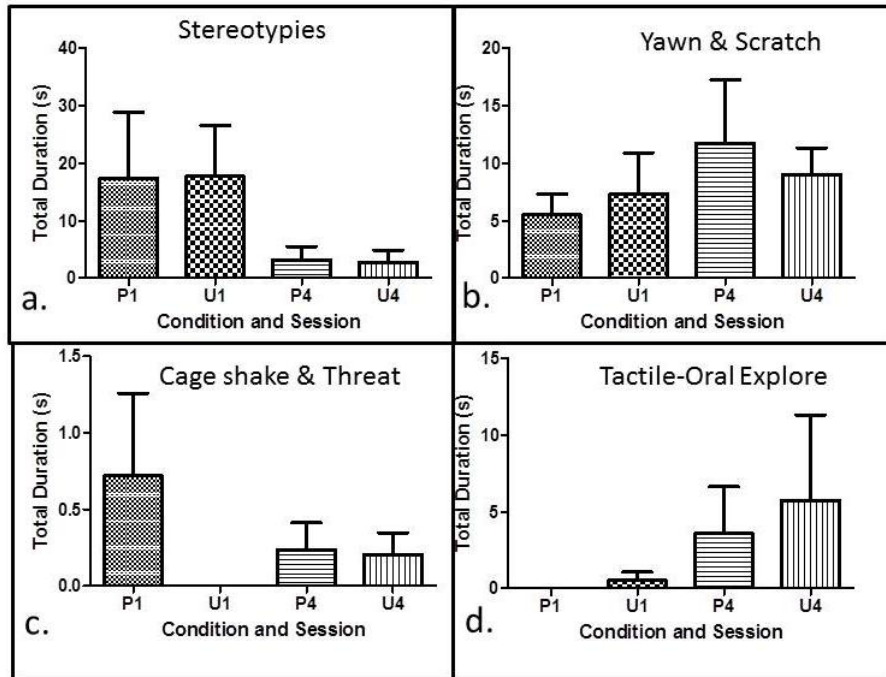 Stereotypies
Total Duration (s)
40
30
20
10
0
P1 U1 P4 U4
Condition and Session
a.
Yawn & Scratch
Total Duration (s)
20
15
10
5
0
P1 U1 P4 U4
Condition and Session
b.
Cage shake & Threat
Total Duration (s)
1.5
1.0
0.5
0.0
P1 U1 P4 U4
Condition and Session
c.
Tactile-Oral Explore
Total Duration (s)
15
10
5
0
P1 U1 P4 U4
Condition and Session
d.